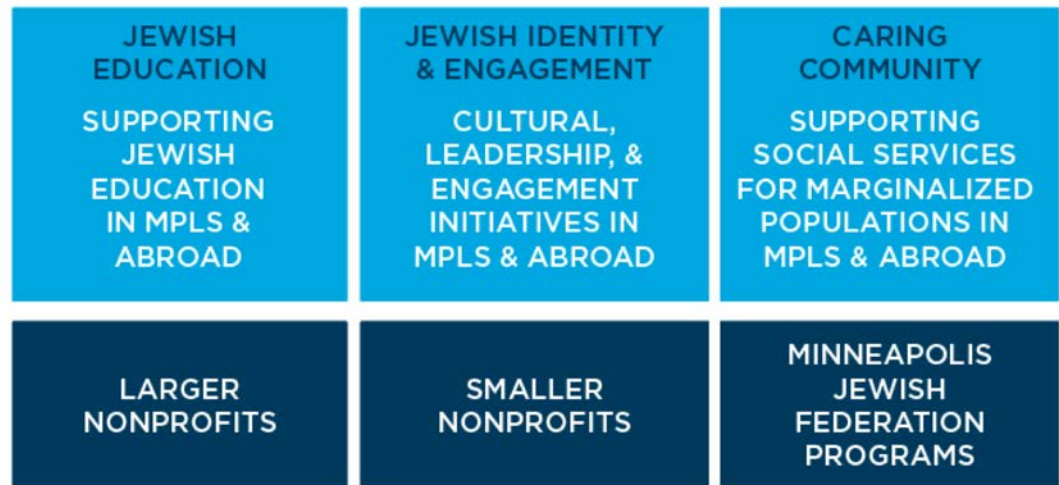 JEWISH
EDUCATION
SUPPORTING
JEWISH
EDUCATION
IN MPLS &
ABROAD
JEWISH IDENTITY
& ENGAGEMENT
CULTURAL,
LEADERSHIP, &
ENGAGEMENT
INITIATIVES IN
MPLS & ABROAD
CARING
COMMUNITY
SUPPORTING
SOCIAL SERVICES
FOR MARGINALIZED
POPULATIONS IN
MPLS & ABROAD
LARGER
NONPROFITS
SMALLER
NONPROFITS
MINNEAPOLIS
JEWISH
FEDERATION
PROGRAMS